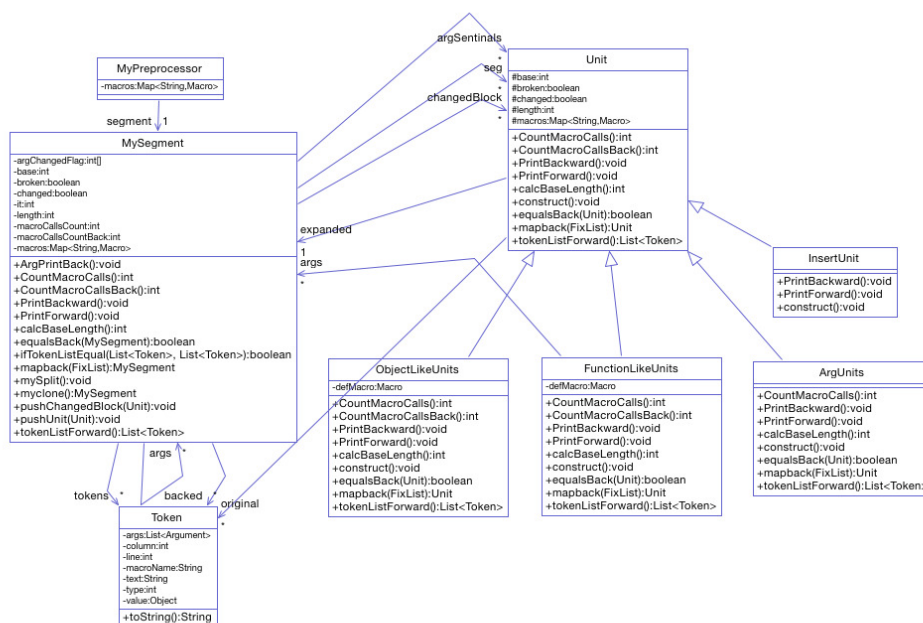 MyPreprocessor
-macros:Map<String,Macro>
segment
1
MySegment
-argChangedFlag:int[]
-base:int
-broken:boolean
-changed:boolean
-it:int
-length:int
-macroCallsCount:int
-macroCallsCountBack:int
-macros:Map<String,Macro>
+ArgPrintBack():void
+CountMacroCalls():int
+CountMacroCallsBack():int
+PrintBackward():void
+PrintForward():void
+calcBaseLength():int
+equalsBack(MySegment):boolean
+ifTokenListEqual(List<Token>, List<Token>):boolean
+mapback(FixList):MySegment
+mySplit():void
+myclone():MySegment
+pushChangedBlock(Unit):void
+pushUnit(Unit):void
+tokenListForward():List<Token>
argSentinals
*
seg
*
changedBlock
*
expanded
1
args
*
Unit
#base:int
#broken:boolean
#changed:boolean
#length:int
#macros:Map<String,Macro>
+CountMacroCalls():int
+CountMacroCallsBack():int
+PrintBackward():void
+PrintForward():void
+calcBaseLength():int
+construct():void
+equalsBack(Unit):boolean
+mapback(FixList):Unit
+tokenListForward():List<Token>
InsertUnit
+PrintBackward():void
+PrintForward():void
+construct():void
ObjectLikeUnits
-defMacro:Macro
+CountMacroCalls():int
+CountMacroCallsBack():int
+PrintBackward():void
+PrintForward():void
+calcBaseLength():int
+construct():void
+equalsBack(Unit):boolean
+mapback(FixList):Unit
+tokenListForward():List<Token>
FunctionLikeUnits
-defMacro:Macro
+CountMacroCalls():int
+CountMacroCallsBack():int
+PrintBackward():void
+PrintForward():void
+calcBaseLength():int
+construct():void
+equalsBack(Unit):boolean
+mapback(FixList):Unit
+tokenListForward():List<Token>
ArgUnits
+CountMacroCalls():int
+PrintBackward():void
+PrintForward():void
+calcBaseLength():int
+construct():void
+equalsBack(Unit):boolean
+mapback(FixList):Unit
+tokenListForward():List<Token>
args
*
tokens
*
backed
*
original
*
Token
-args:List<Argument>
-column:int
-line:int
-macroName:String
-text:String
-type:int
-value:Object
+toString():String